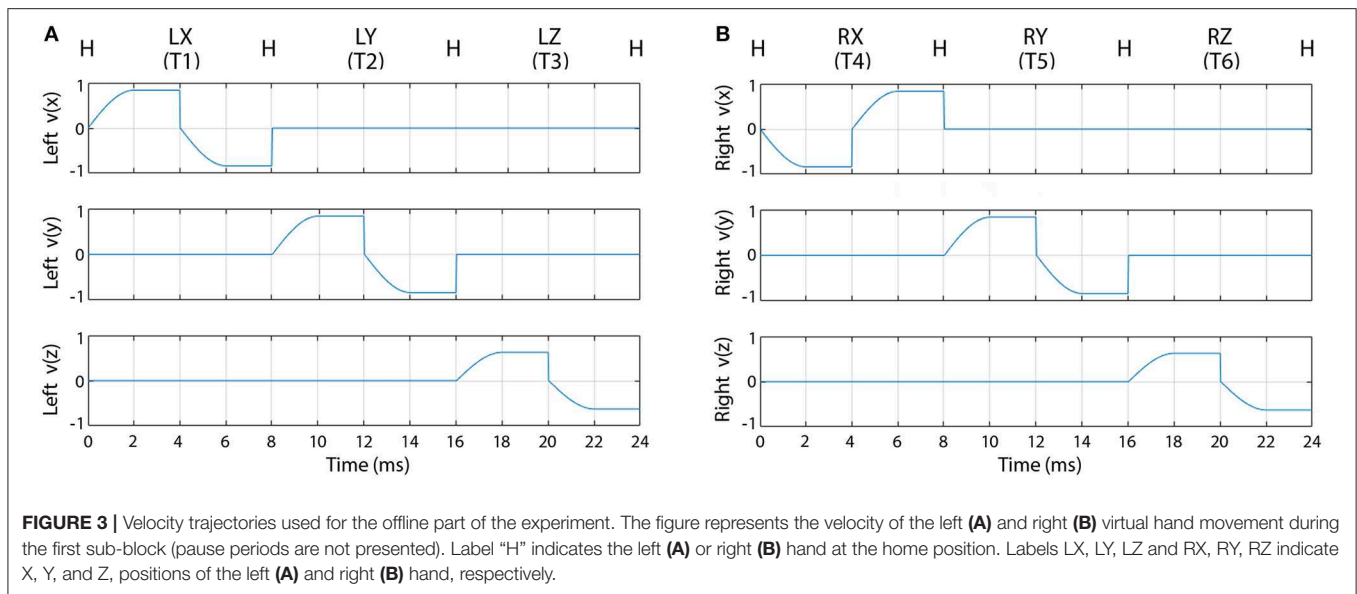 A
H LX H LY H LZ H
(T1) (T2) (T3)
1
0
-1
Left v(x)
1
0
-1
Left v(y)
1
0
-1
Left v(z)
0 2 4 6 8 10 12 14 16 18 20 22 24
Time (ms)
B
H RX H RY H RZ H
(T4) (T5) (T6)
1
0
-1
Right v(x)
1
0
-1
Right v(y)
1
0
-1
Right v(z)
0 2 4 6 8 10 12 14 16 18 20 22 24
Time (ms)
FIGURE 3 | Velocity trajectories used for the offline part of the experiment. The figure represents the velocity of the left (A) and right (B) virtual hand movement during
the first sub-block (pause periods are not presented). Label “H” indicates the left (A) or right (B) hand at the home position. Labels LX, LY, LZ and RX, RY, RZ indicate
X, Y, and Z, positions of the left (A) and right (B) hand, respectively.